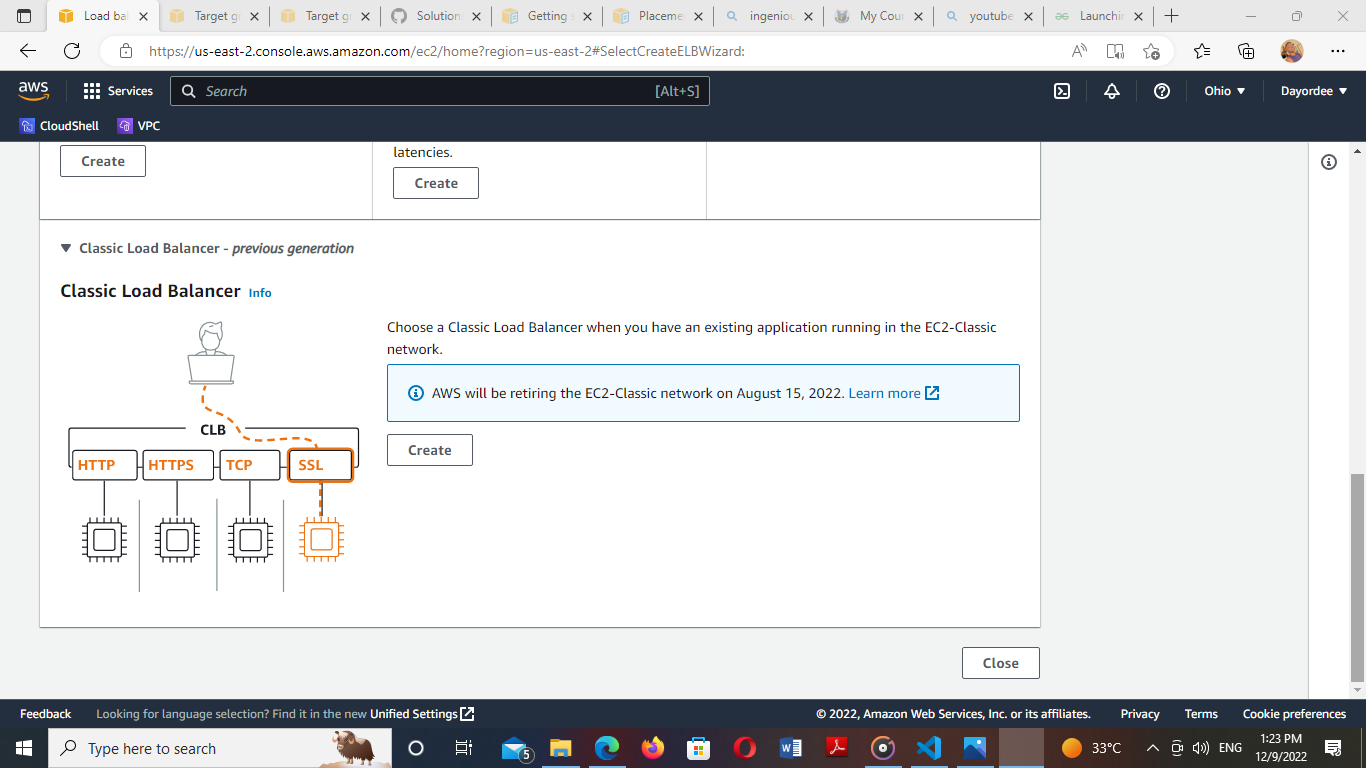 Load bal
Target gr
Target gr
Solution
Getting s
Placeme
ingeniou
My Cour
youtube
Launchin
https://us-east-2.console.aws.amazon.com/ec2/home?region=us-east-2#SelectCreateELBWizard:
aws
Services
Search
[Alt+S]
Ohio
Dayordee
CloudShell
VPC
Create
latencies.
Create
Classic Load Balancer - previous generation
Classic Load Balancer Info
Choose a Classic Load Balancer when you have an existing application running in the EC2-Classic
network.
AWS will be retiring the EC2-Classic network on August 15, 2022. Learn more
Create
CLB
HTTP
HTTPS
TCP
SSL
Close
Feedback
Looking for language selection? Find it in the new Unified Settings
© 2022, Amazon Web Services, Inc. or its affiliates.
Privacy
Terms
Cookie preferences
Type here to search
5
33°C
ENG
1:23 PM
12/9/2022